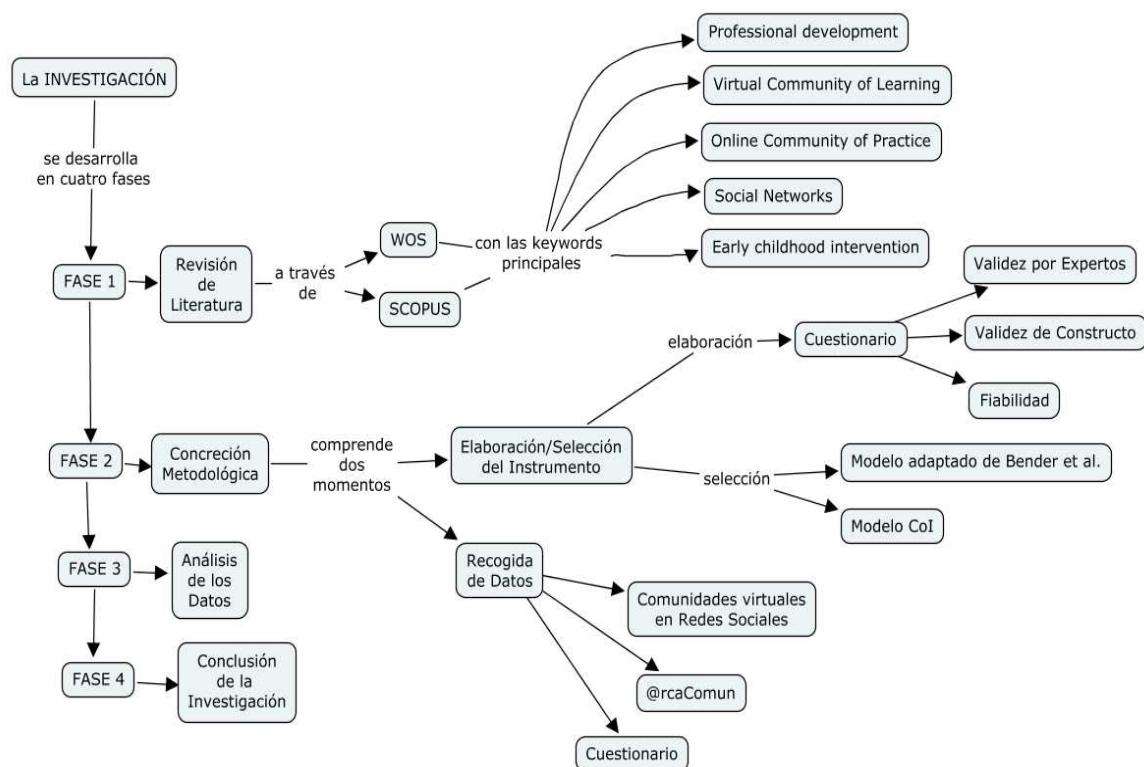 La INVESTIGACIÓN
se desarrolla
en cuatro fases
FASE 1
Revisión
de
Literatura
a través
de
WOS
SCOPUS
con las keywords
principales
Professional development
Virtual Community of Learning
Online Community of Practice
Social Networks
Early childhood intervention
FASE 2
Concreción
Metodológica
comprende
dos
momentos
Elaboración/Selección
del Instrumento
elaboración
Cuestionario
Validez por Expertos
Validez de Constructo
Fiabilidad
selección
Modelo adaptado de Bender et al.
Modelo CoI
Recogida
de Datos
Comunidades virtuales
en Redes Sociales
@rcaComun
Cuestionario
FASE 3
Análisis
de los
Datos
FASE 4
Conclusión
de la
Investigación